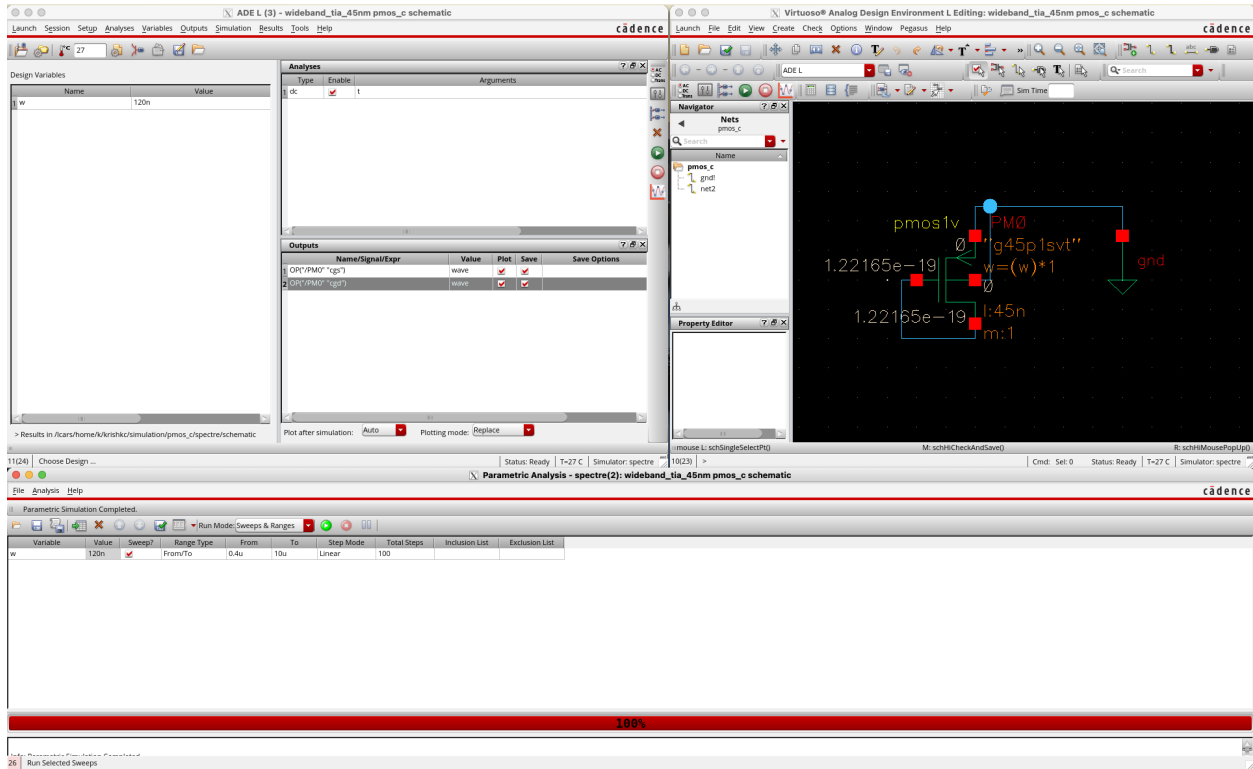 ADE L (3) - wideband_tia_45nm pmos_c schematic
Launch Session Setup Analyses Variables Outputs Simulation Results Tools Help
cādence
27
Design Variables
Name Value
1 w 120n
> Results in /lcars/home/k/krishkc/simulation/pmos_c/spectre/schematic
Analyses
Type Enable Arguments
1 dc t
Outputs
Name/Signal/Expr Value Plot Save Save Options
1 OP("/PM0" "cgs") wave
2 OP("/PM0" "cgd") wave
Plot after simulation: Auto Plotting mode: Replace
AC
DC
Trans
11(24) Choose Design ... Status: Ready T=27 C Simulator: spectre
Virtuoso® Analog Design Environment L Editing: wideband_tia_45nm pmos_c schematic
Launch File Edit View Create Check Options Window Pegasus Help
cādence
ADE L
Search
Sim Time
Navigator
Nets
pmos_c
Search
Name
pmos_c
gnd!
net2
Property Editor
pmos1v PM0
0 "g45p1svt"
1.22165e-19 w=(w)*1
0
1.22165e-19 l:45n
m:1
gnd
mouse L: schSingleSelectPt() M: schHiCheckAndSave() R: schHiMousePopUp()
10(23) > Cmd: Sel: 0 Status: Ready T=27 C Simulator: spectre
Parametric Analysis - spectre(2): wideband_tia_45nm pmos_c schematic
File Analysis Help
cādence
Parametric Simulation Completed.
Run Mode: Sweeps & Ranges
Variable Value Sweep? Range Type From To Step Mode Total Steps Inclusion List Exclusion List
w 120n From/To 0.4u 10u Linear 100
100%
26 Run Selected Sweeps